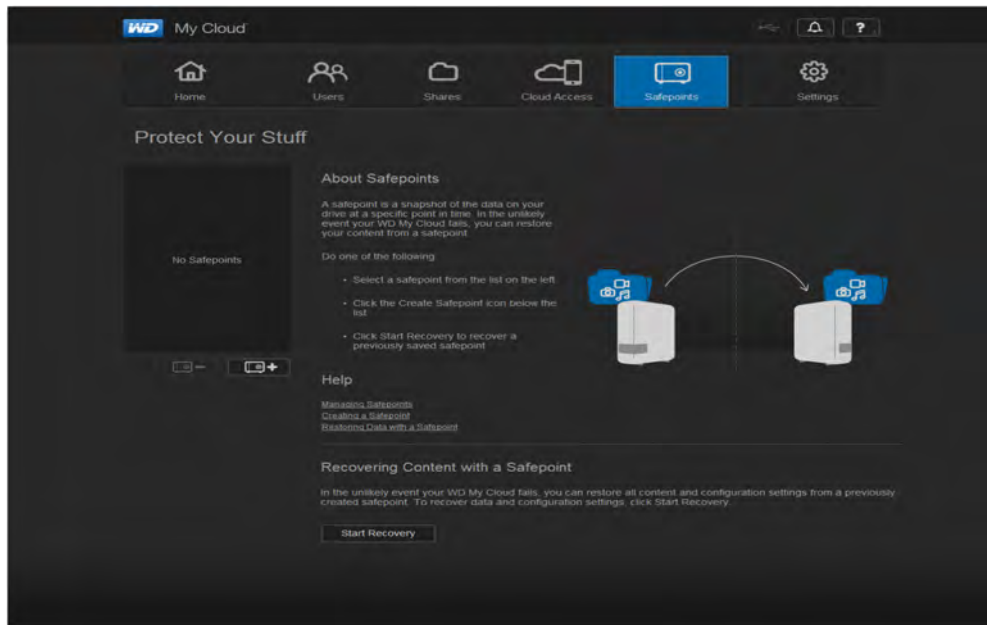 WD My Cloud
?
Home
Users
Shares
Cloud Access
Safepoints
Settings
Protect Your Stuff
No Safepoints
About Safepoints
A safepoint is a snapshot of the data on your
drive at a specific point in time. In the unlikely
event your WD My Cloud fails, you can restore
your content from a safepoint
Do one of the following
• Select a safepoint from the list on the left
• Click the Create Safepoint icon below the
list
• Click Start Recovery to recover a
previously saved safepoint
Help
Managing Safepoints
Creating a Safepoint
Restoring Data with a Safepoint
Recovering Content with a Safepoint
In the unlikely event your WD My Cloud fails, you can restore all content and configuration settings from a previously
created safepoint. To recover data and configuration settings, click Start Recovery.
Start Recovery